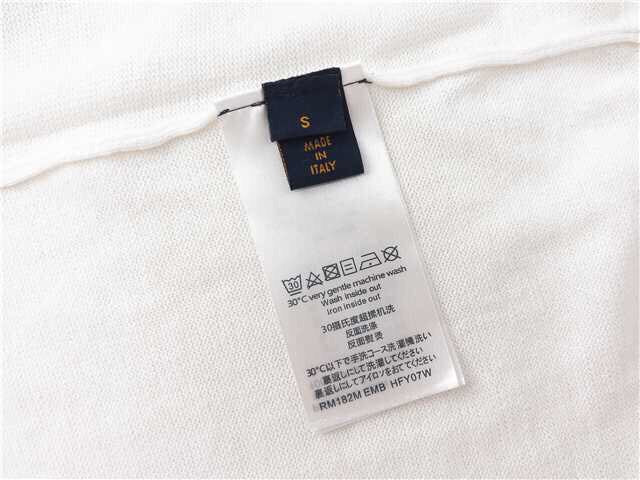 S
MADE
IN
ITALY
30
30°C very gentle machine wash
Wash inside out
Iron inside out
30摄氏度超揉机洗
反面洗涤
反面熨烫
30°C以下で手洗コース洗濯機洗い
裏返しにして洗濯してください
裏返しにしてアイロンをおてください
RM182M EMB HFY07W